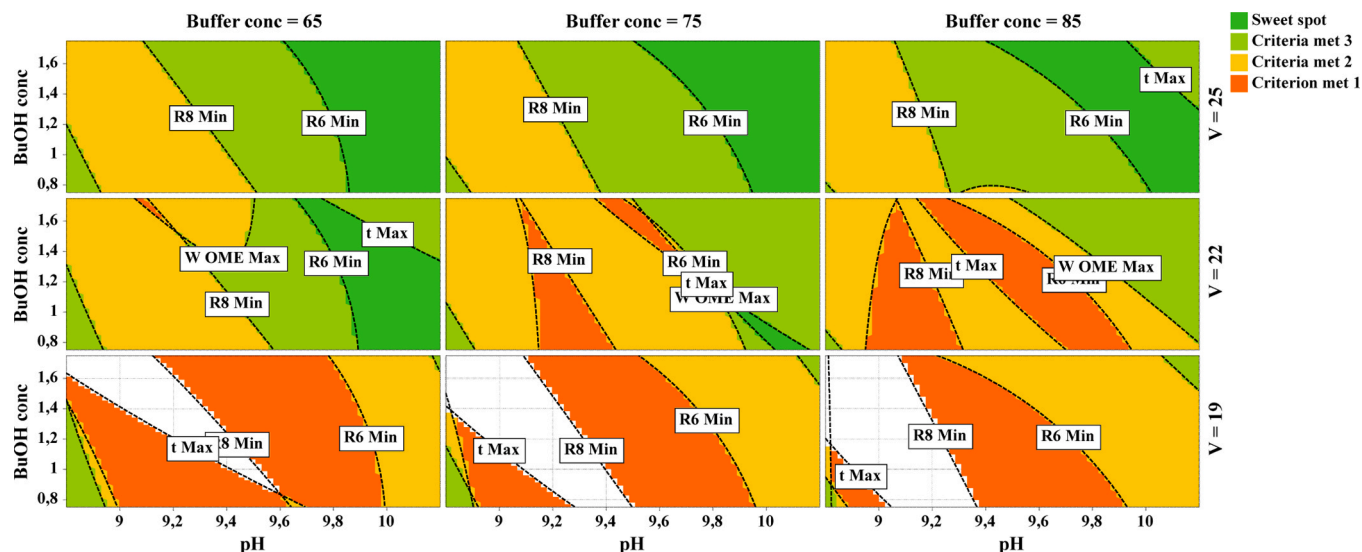 Buffer conc = 65
Buffer conc = 75
Buffer conc = 85
Sweet spot
Criteria met 3
Criteria met 2
Criterion met 1
BuOH conc
1,6
1,4
1,2
1
0,8
R8 Min
R6 Min
R8 Min
R6 Min
R8 Min
R6 Min
t Max
V = 25
BuOH conc
1,6
1,4
1,2
1
0,8
W OME Max
R8 Min
R6 Min
t Max
R8 Min
R6 Min
t Max
W OME Max
R8 Min
t Max
R6 Min
W OME Max
V = 22
BuOH conc
1,6
1,4
1,2
1
0,8
t Max
R8 Min
R6 Min
t Max
R8 Min
R6 Min
t Max
R8 Min
R6 Min
V = 19
9
9,2
9,4
9,6
9,8
10
9
9,2
9,4
9,6
9,8
10
9
9,2
9,4
9,6
9,8
10
pH
pH
pH